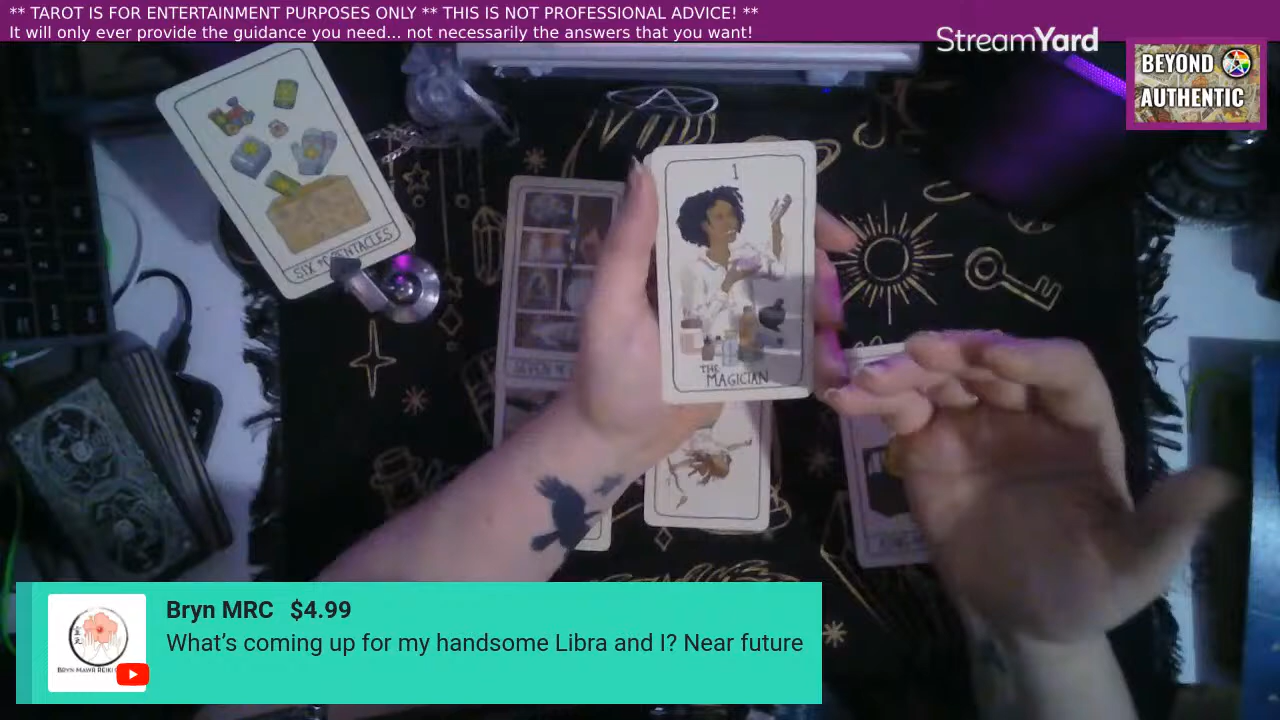 ** TAROT IS FOR ENTERTAINMENT PURPOSES ONLY ** THIS IS NOT PROFESSIONAL ADVICE! **
It will only ever provide the guidance you need... not necessarily the answers that you want!
StreamYard
BEYOND
AUTHENTIC
1
THE
MAGICIAN
SIX OF PENTACLES
Bryn MRC $4.99
What's coming up for my handsome Libra and I? Near future